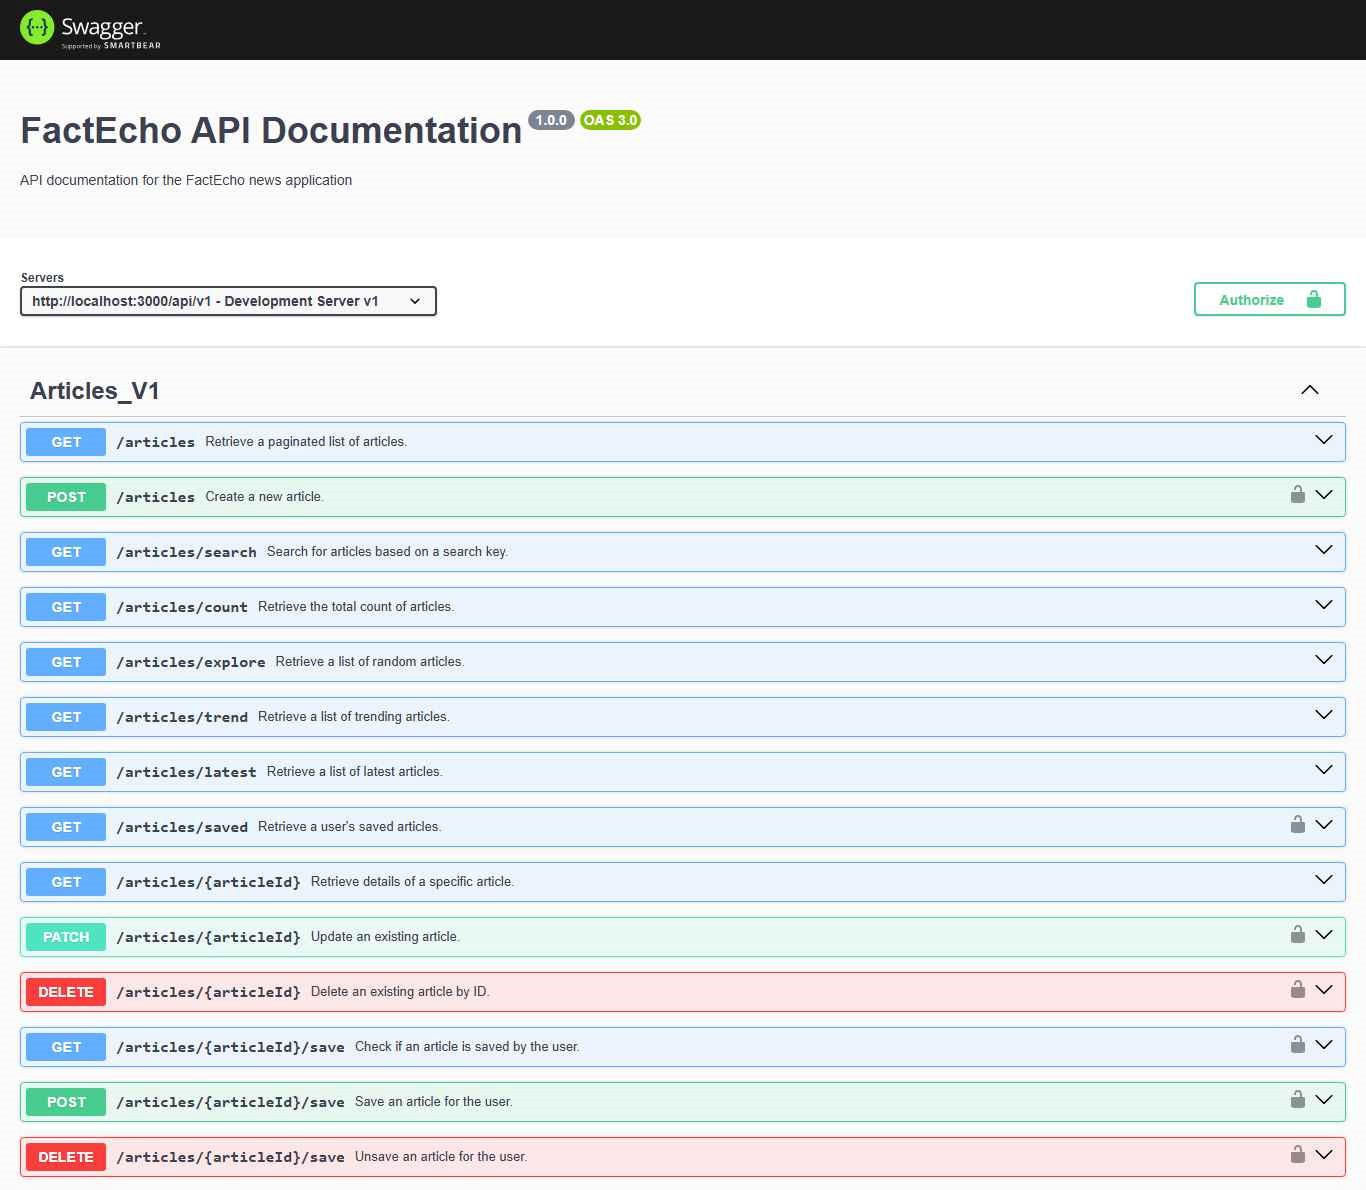 {···} Swagger.
Supported by SMARTBEAR
FactEcho API Documentation 1.0.0 OAS 3.0
API documentation for the FactEcho news application
Servers
http://localhost:3000/api/v1 - Development Server v1
Authorize
Articles_V1
GET /articles Retrieve a paginated list of articles.
POST /articles Create a new article.
GET /articles/search Search for articles based on a search key.
GET /articles/count Retrieve the total count of articles.
GET /articles/explore Retrieve a list of random articles.
GET /articles/trend Retrieve a list of trending articles.
GET /articles/latest Retrieve a list of latest articles.
GET /articles/saved Retrieve a user's saved articles.
GET /articles/{articleId} Retrieve details of a specific article.
PATCH /articles/{articleId} Update an existing article.
DELETE /articles/{articleId} Delete an existing article by ID.
GET /articles/{articleId}/save Check if an article is saved by the user.
POST /articles/{articleId}/save Save an article for the user.
DELETE /articles/{articleId}/save Unsave an article for the user.